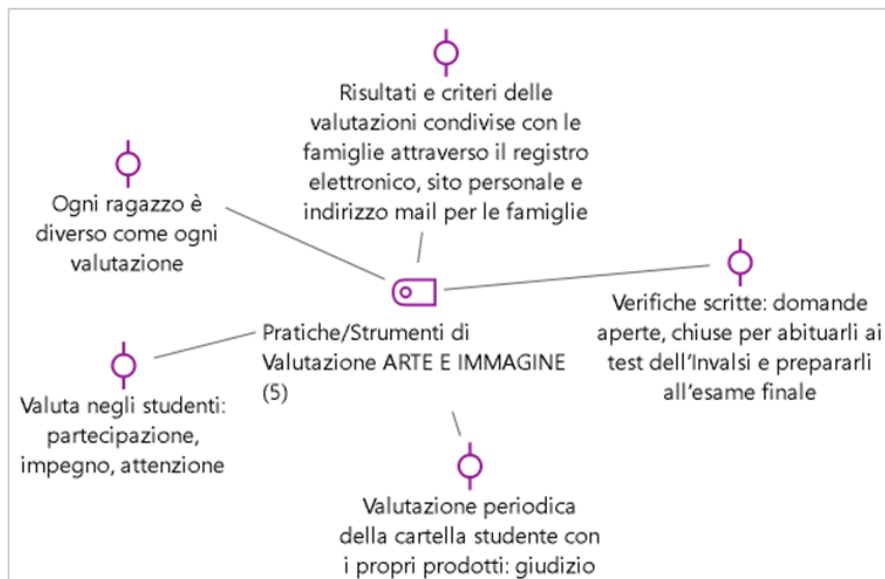 Risultati e criteri delle
valutazioni condivise con le
famiglie attraverso il registro
elettronico, sito personale e
indirizzo mail per le famiglie
Ogni ragazzo è
diverso come ogni
valutazione
Verifiche scritte: domande
aperte, chiuse per abituarli ai
test dell'Invalsi e prepararli
all'esame finale
Pratiche/Strumenti di
Valutazione ARTE E IMMAGINE
(5)
Valuta negli studenti:
partecipazione,
impegno, attenzione
Valutazione periodica
della cartella studente con
i propri prodotti: giudizio